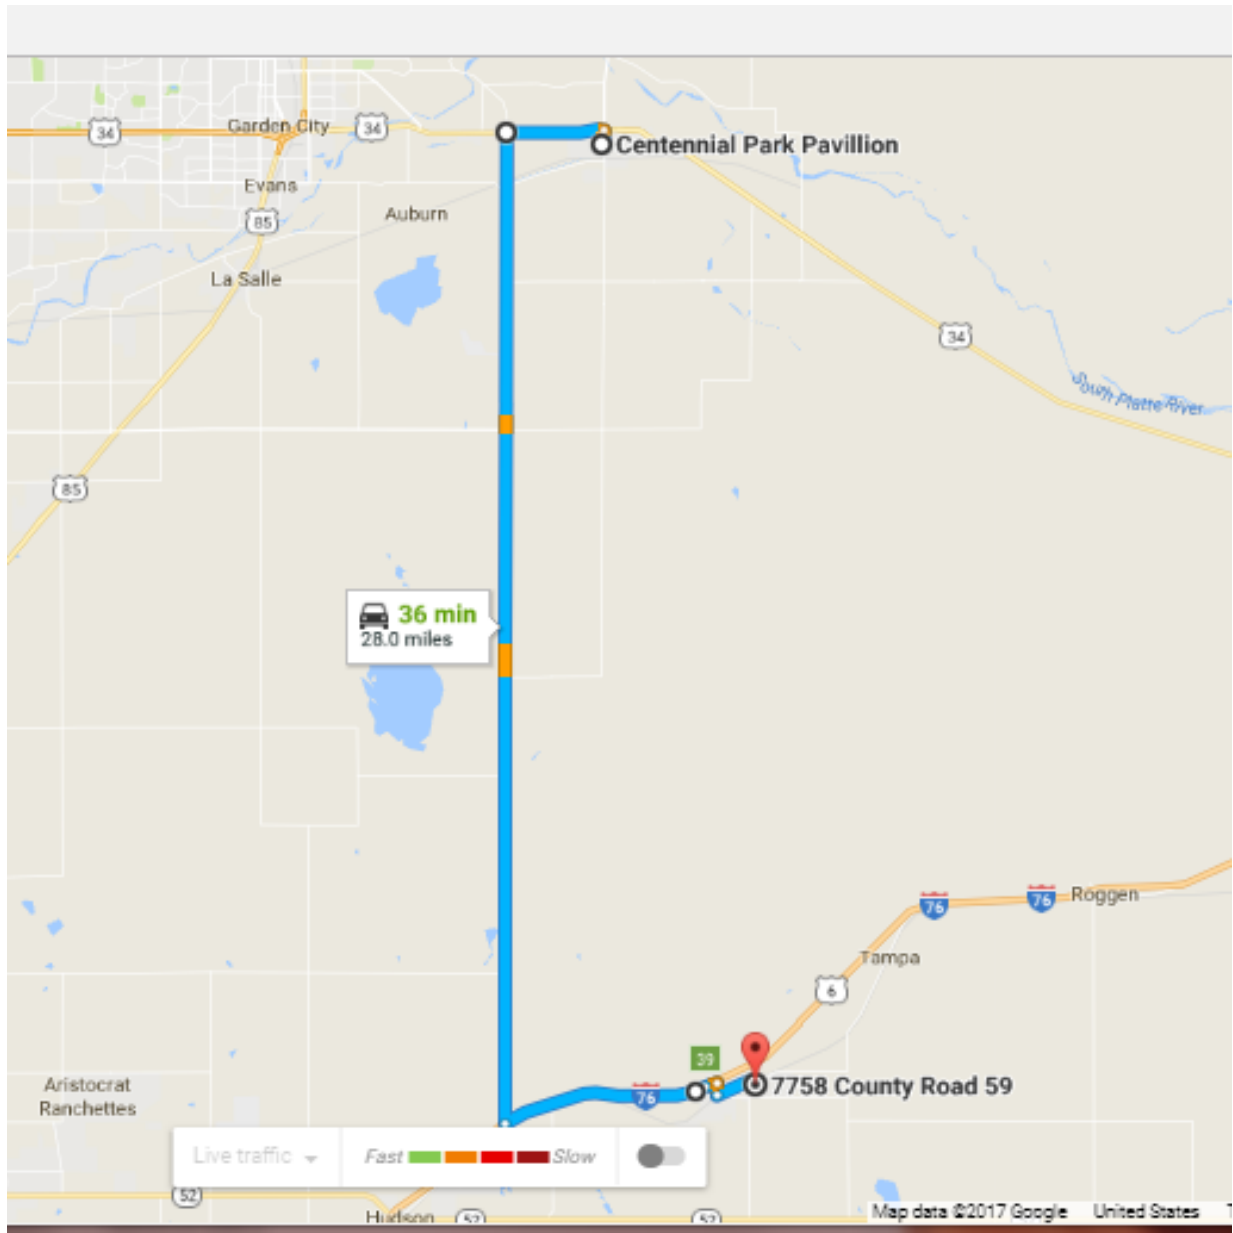 Garden City
34
34
Centennial Park Pavillion
Evans
Auburn
85
La Salle
34
South Platte River
85
36 min
28.0 miles
76
76
Roggen
Tampa
6
39
Aristocrat
Ranchettes
76
7758 County Road 59
Live traffic
Fast
Slow
52
Hudson
52
52
Map data ©2017 Google
United States